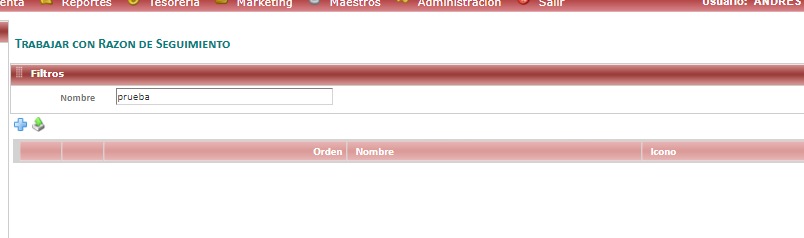 enta Reportes Tesorería Marketing Maestros Administración Salir Usuario: ANDRES
TRABAJAR CON RAZON DE SEGUIMIENTO
Filtros
Nombre prueba
Orden Nombre Icono